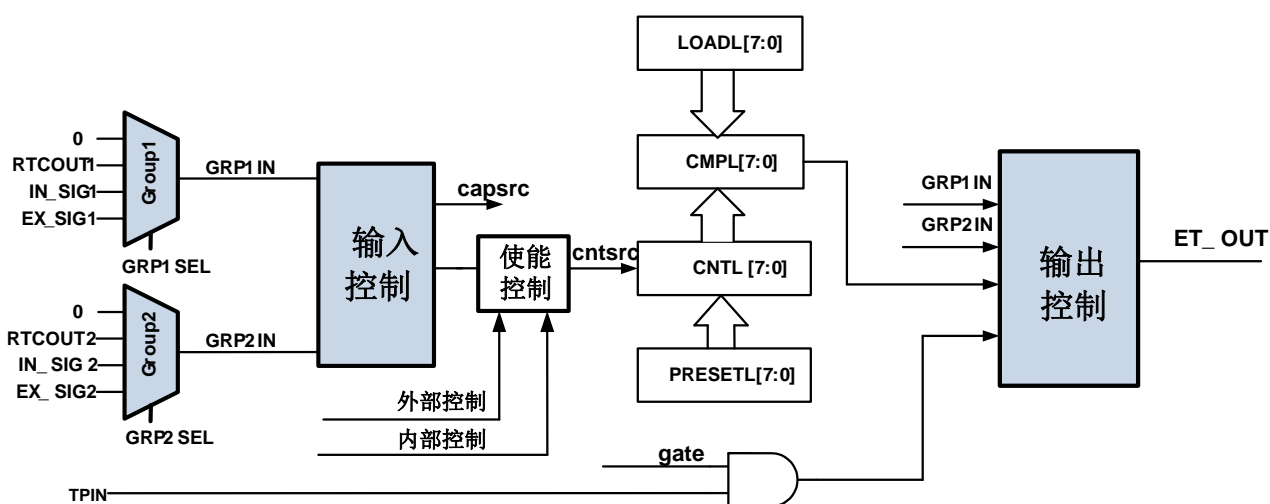 LOADL[7:0]
0
RTCOUT1
IN_SIG1
EX_SIG1
Group1
GRP1 IN
GRP1 SEL
0
RTCOUT2
IN_ SIG 2
EX_ SIG2
Group2
GRP2 IN
GRP2 SEL
输入
控制
capsrc
使能
控制
cntsrc
外部控制
内部控制
CMPL[7:0]
CNTL [7:0]
PRESETL[7:0]
GRP1 IN
GRP2 IN
输出
控制
ET_ OUT
gate
TPIN